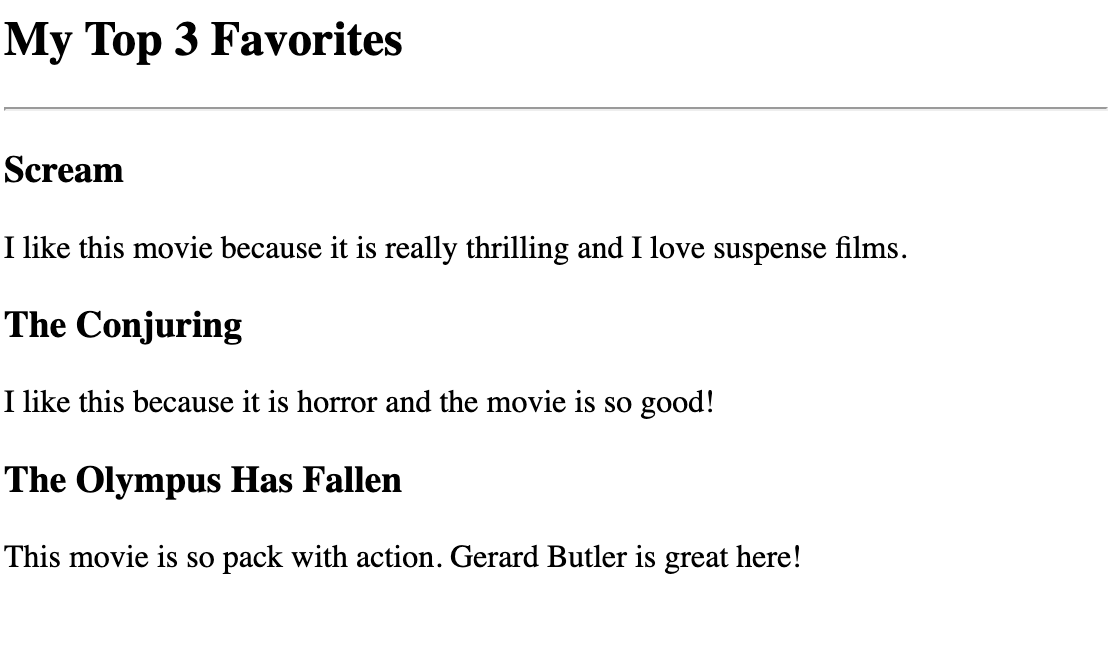 My Top 3 Favorites
Scream
I like this movie because it is really thrilling and I love suspense films.
The Conjuring
I like this because it is horror and the movie is so good!
The Olympus Has Fallen
This movie is so pack with action. Gerard Butler is great here!